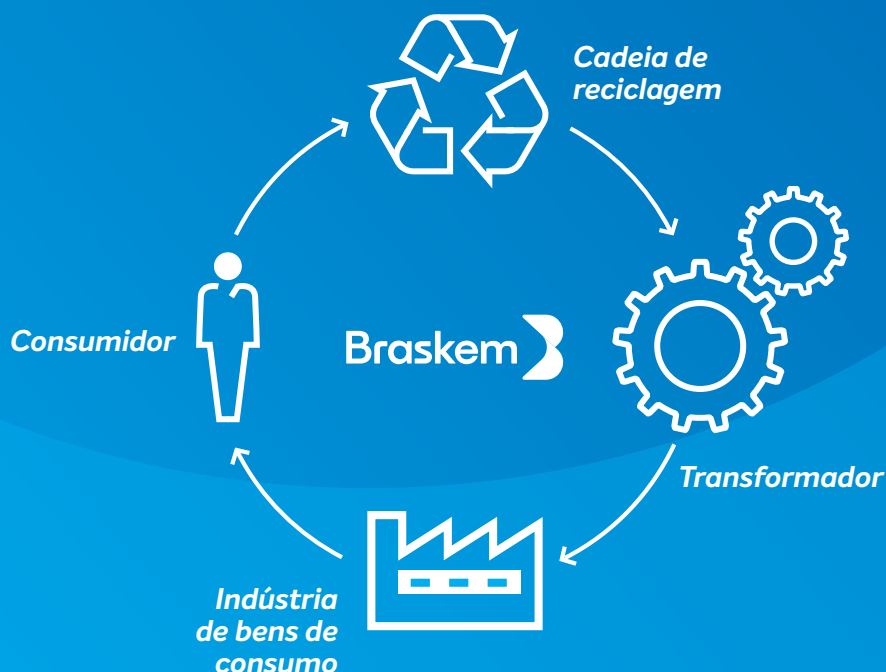 Cadeia de
reciclagem
Consumidor
Braskem
Transformador
Indústria
de bens de
consumo